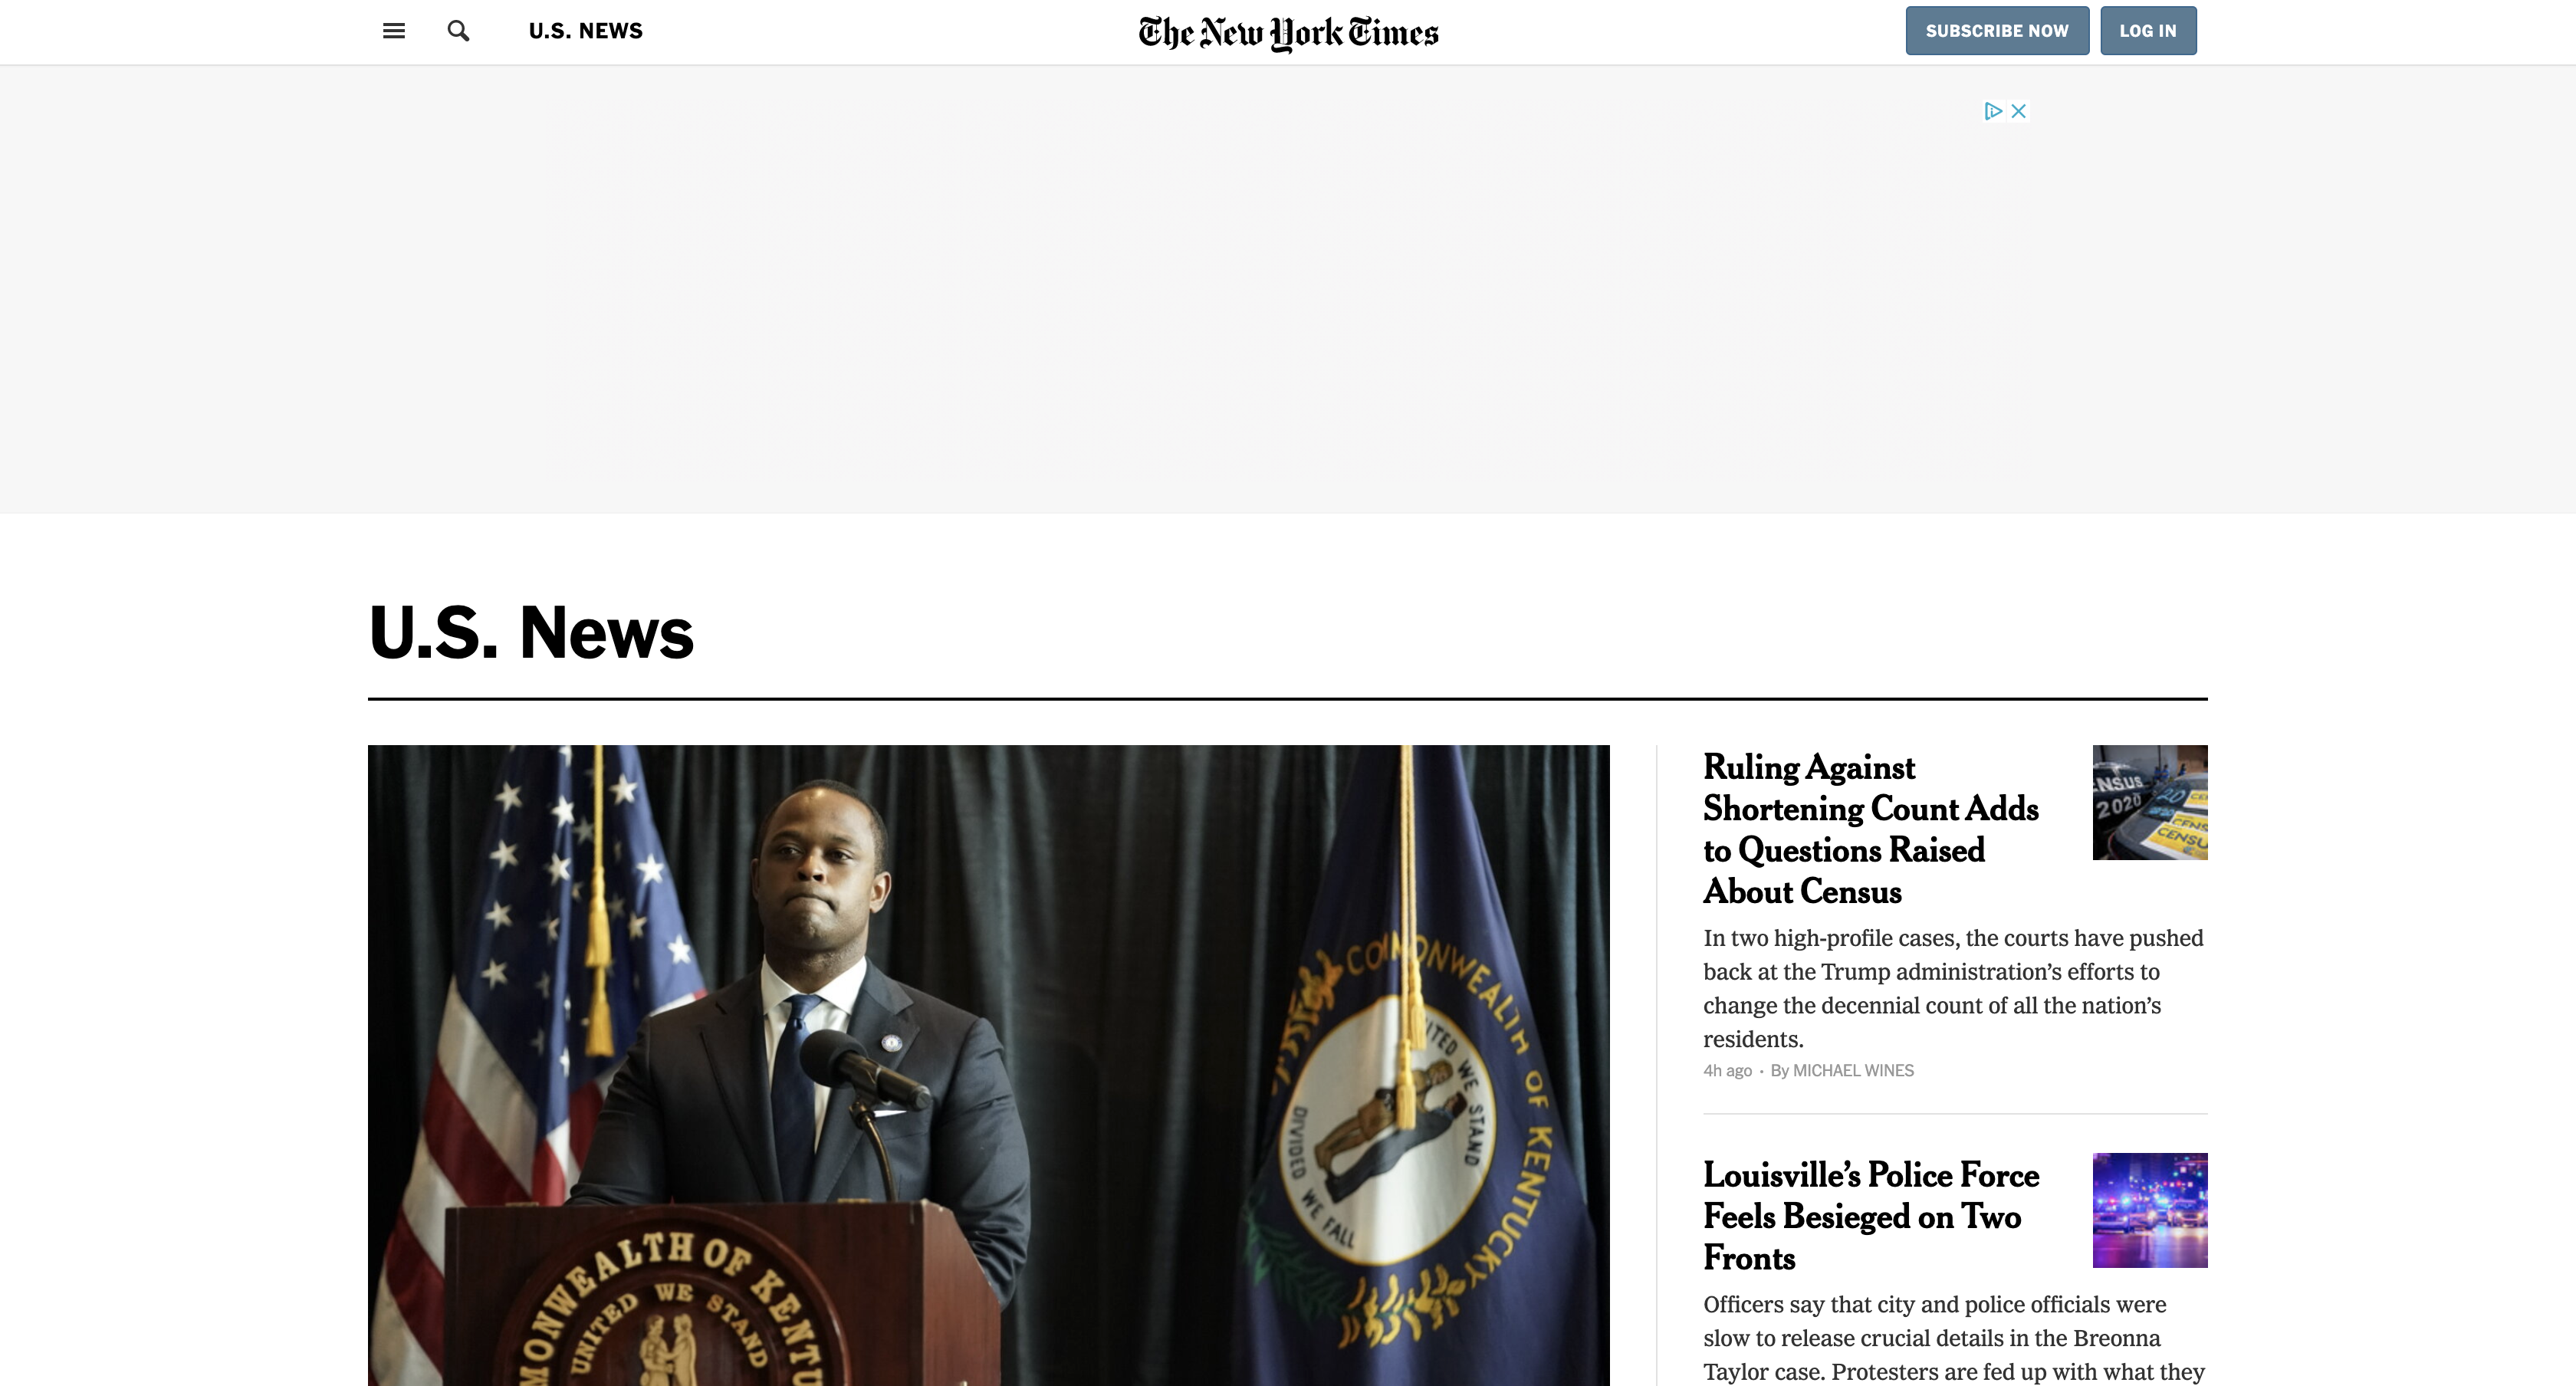 U.S. NEWS
The New York Times
SUBSCRIBE NOW
LOG IN
U.S. News
COMMONWEALTH OF KENTUCKY
UNITED WE STAND
DIVIDED WE FALL
MONWEALTH OF KENTU
UNITED WE STAND
Ruling Against
Shortening Count Adds
to Questions Raised
About Census
In two high-profile cases, the courts have pushed
back at the Trump administration’s efforts to
change the decennial count of all the nation’s
residents.
4h ago • By MICHAEL WINES
NSUS
2020
Louisville’s Police Force
Feels Besieged on Two
Fronts
Officers say that city and police officials were
slow to release crucial details in the Breonna
Taylor case. Protesters are fed up with what they